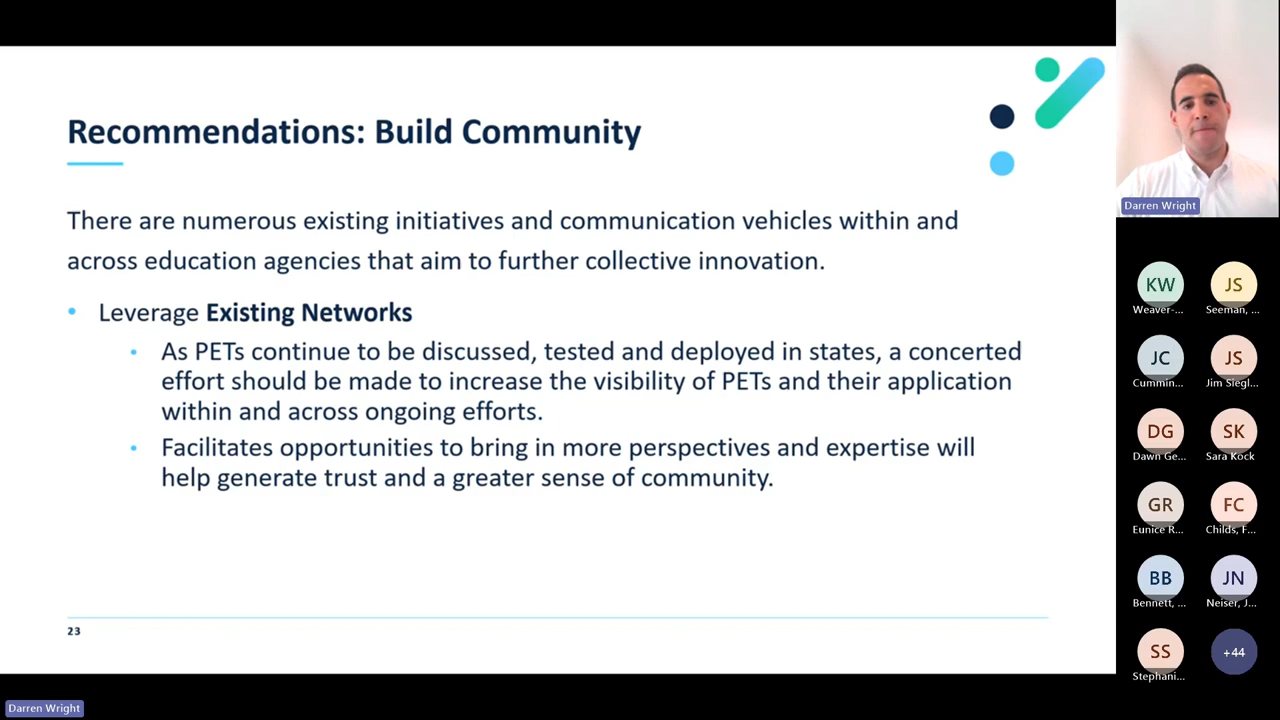 Recommendations: Build Community
There are numerous existing initiatives and communication vehicles within and
across education agencies that aim to further collective innovation.
• Leverage Existing Networks
• As PETs continue to be discussed, tested and deployed in states, a concerted
effort should be made to increase the visibility of PETs and their application
within and across ongoing efforts.
• Facilitates opportunities to bring in more perspectives and expertise will
help generate trust and a greater sense of community.
23
Darren Wright
KW
Weaver-...
JS
Seeman, ...
JC
Cummin...
JS
Jim Siegl...
DG
Dawn Ge...
SK
Sara Kock
GR
Eunice R...
FC
Childs, F...
BB
Bennett, ...
JN
Neiser, J...
SS
Stephani...
+44
Darren Wright